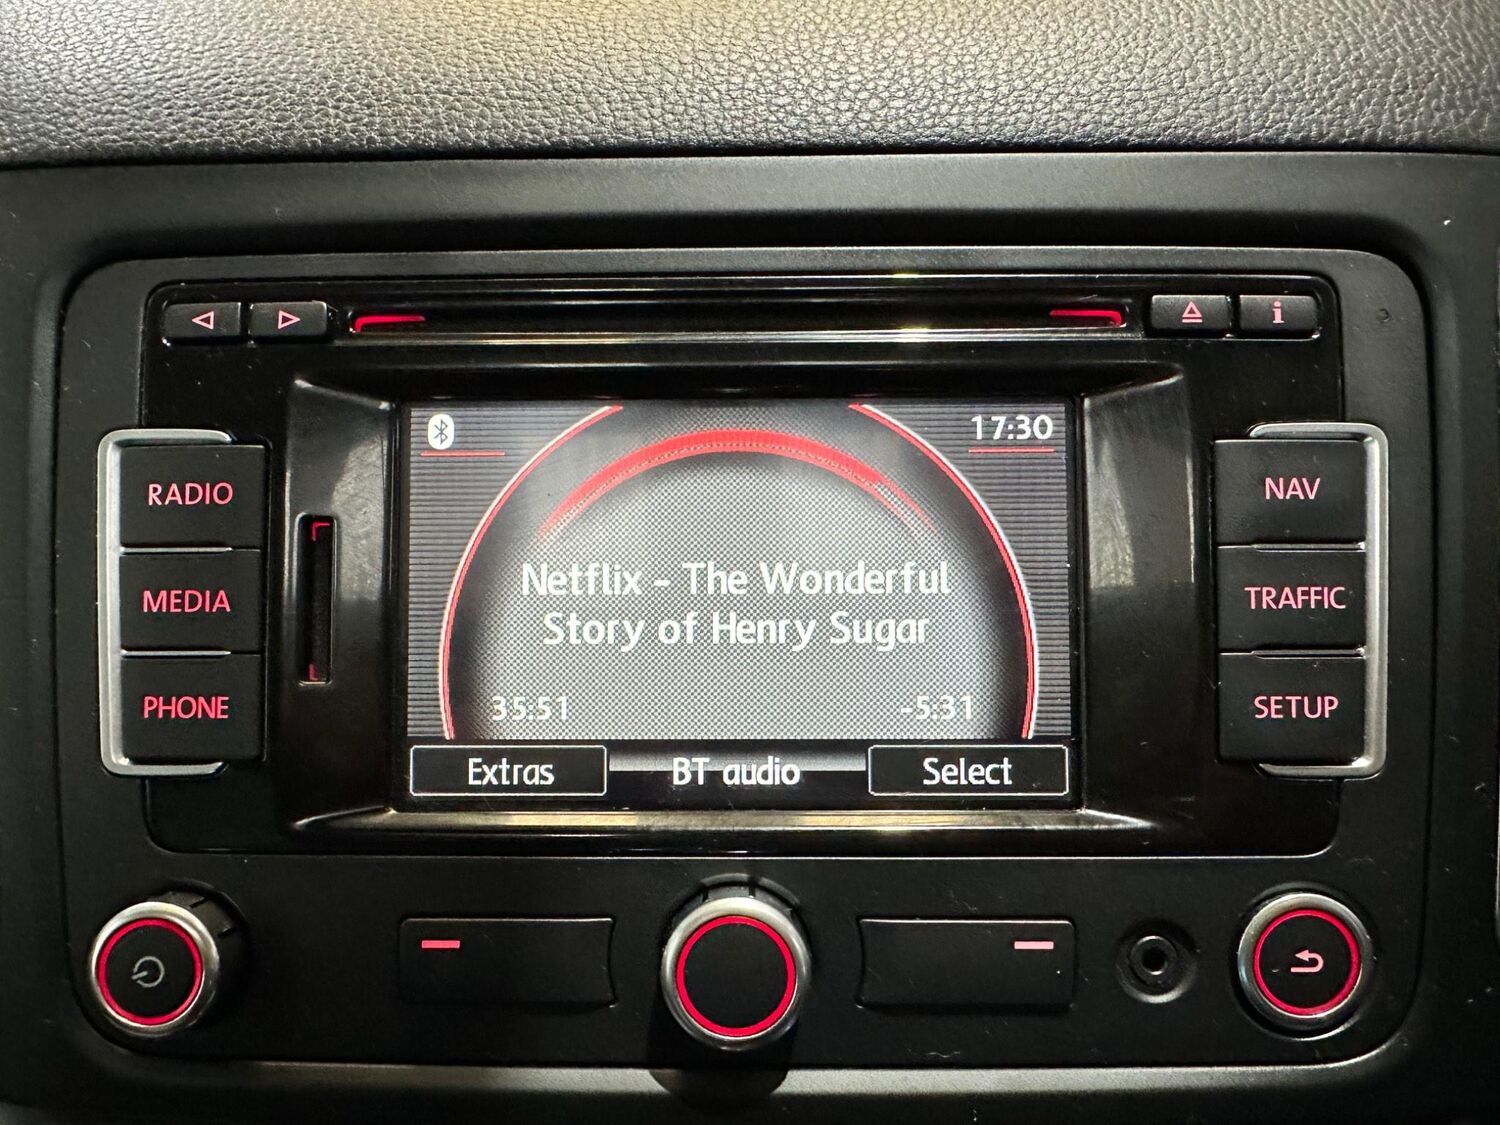 i
17:30
RADIO
NAV
Netflix - The Wonderful
Story of Henry Sugar
MEDIA
TRAFFIC
PHONE
SETUP
35:51
-5:31
Extras
BT audio
Select